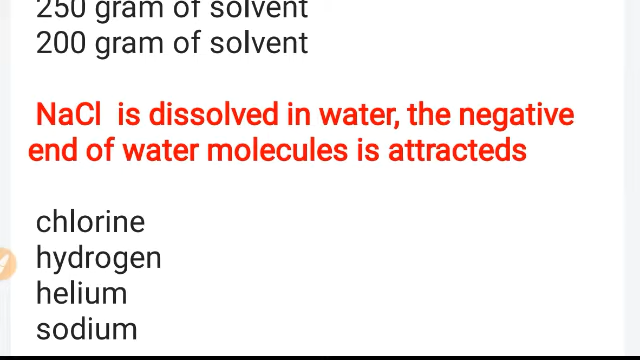 250 gram of solvent
200 gram of solvent
NaCl is dissolved in water, the negative
end of water molecules is attracteds
chlorine
hydrogen
helium
sodium